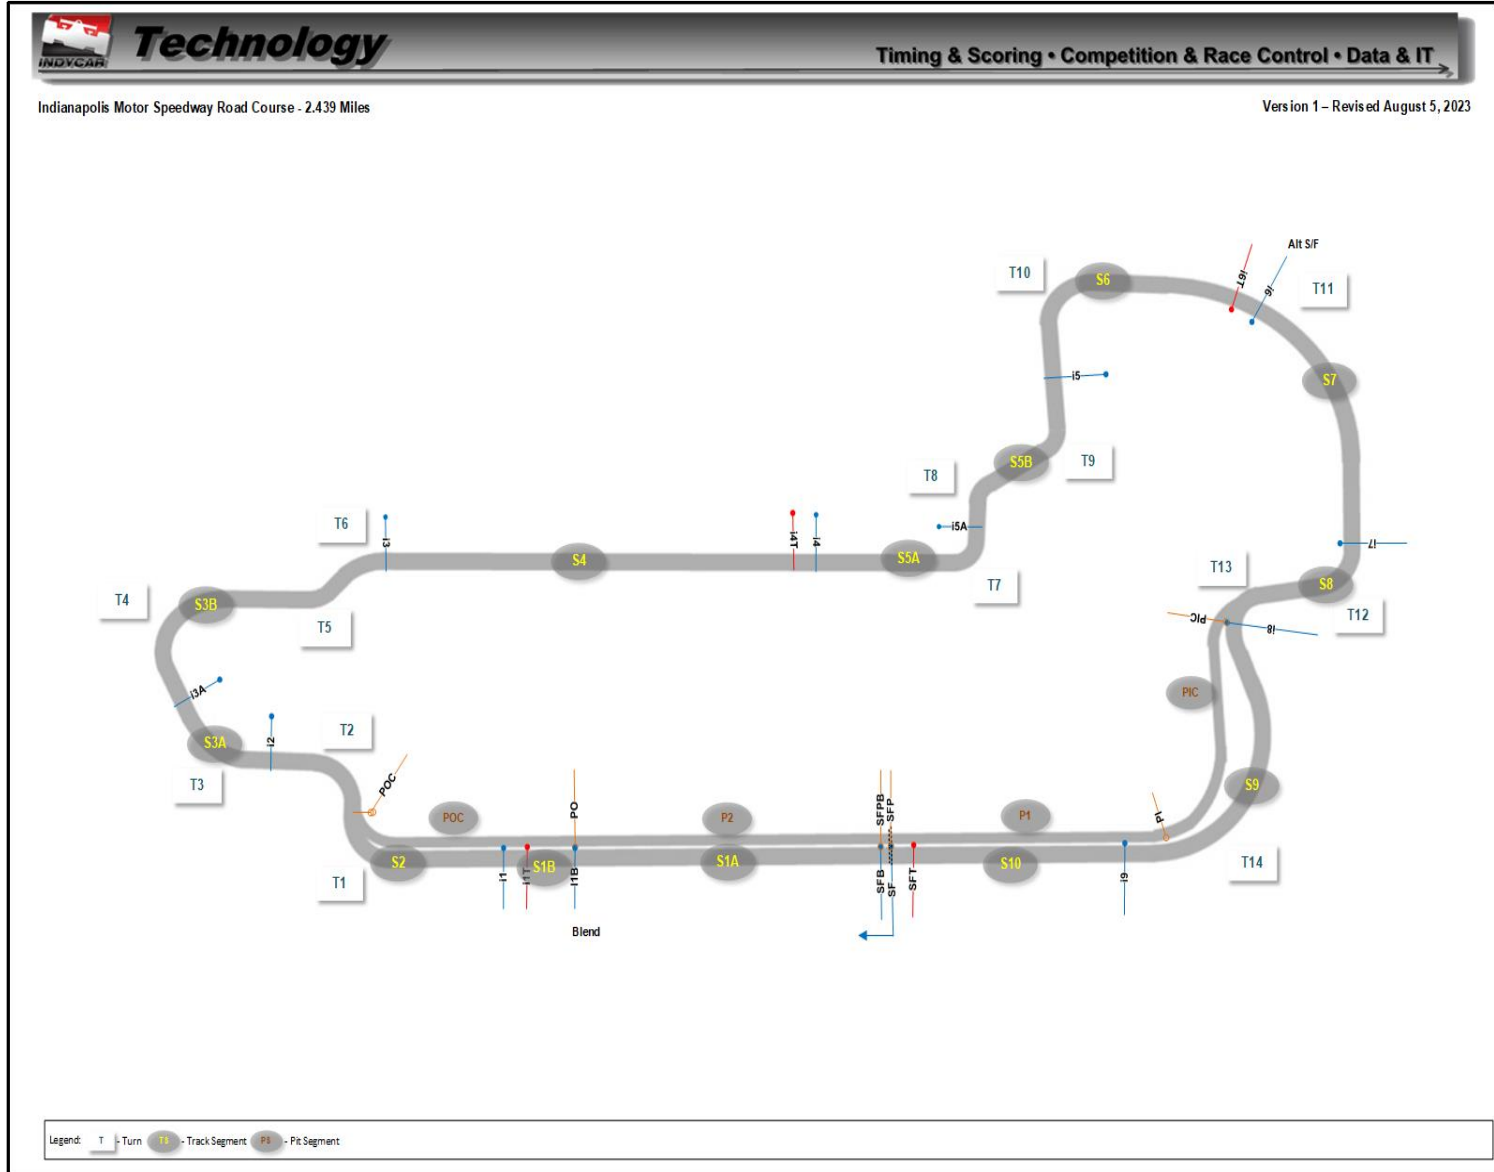 INDYCAR
Technology
Timing & Scoring • Competition & Race Control • Data & IT
Indianapolis Motor Speedway Road Course - 2.439 Miles
Version 1 – Revised August 5, 2023
Alt S/F
i6T
i6
T10
S6
T11
i5
S7
T8
S5B
T9
T6
i3
i4T
i4
i5A
i7
S4
S5A
T7
T13
S8
T4
S3B
T5
T12
PIC
i8
i3A
PIC
S3A
i2
T2
T3
POC
S9
POC
PO
P2
SFPB
SFP
P1
PI
S2
i1
i1T
S1B
i1B
S1A
SFB
SF
SFT
S10
i9
T14
T1
Blend
Legend: T - Turn TS - Track Segment PS - Pit Segment